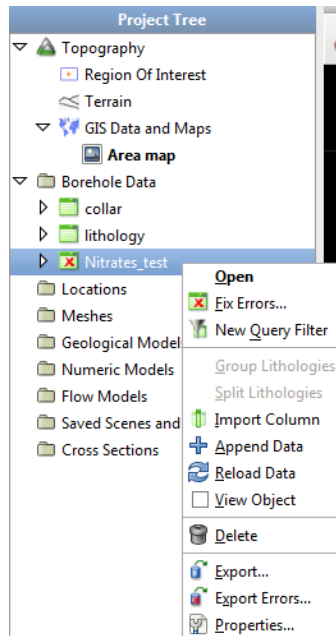 Project Tree
Topography
Region Of Interest
Terrain
GIS Data and Maps
Area map
Borehole Data
collar
lithology
Nitrates_test
Locations
Meshes
Geological Model
Numeric Models
Flow Models
Saved Scenes and
Cross Sections
Open
Fix Errors...
New Query Filter
Group Lithologies
Split Lithologies
Import Column
Append Data
Reload Data
View Object
Delete
Export...
Export Errors...
Properties...